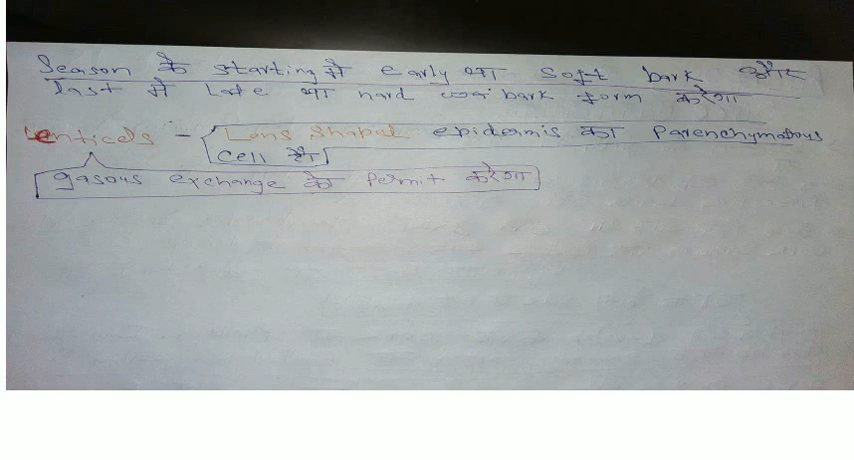 Season के starting में early या soft bark और
last में Late या hard bark form करेगा
Lenticels - Lens shaped epidermis का Parenchymatous
cell है
gasous exchange को Permit करेगा